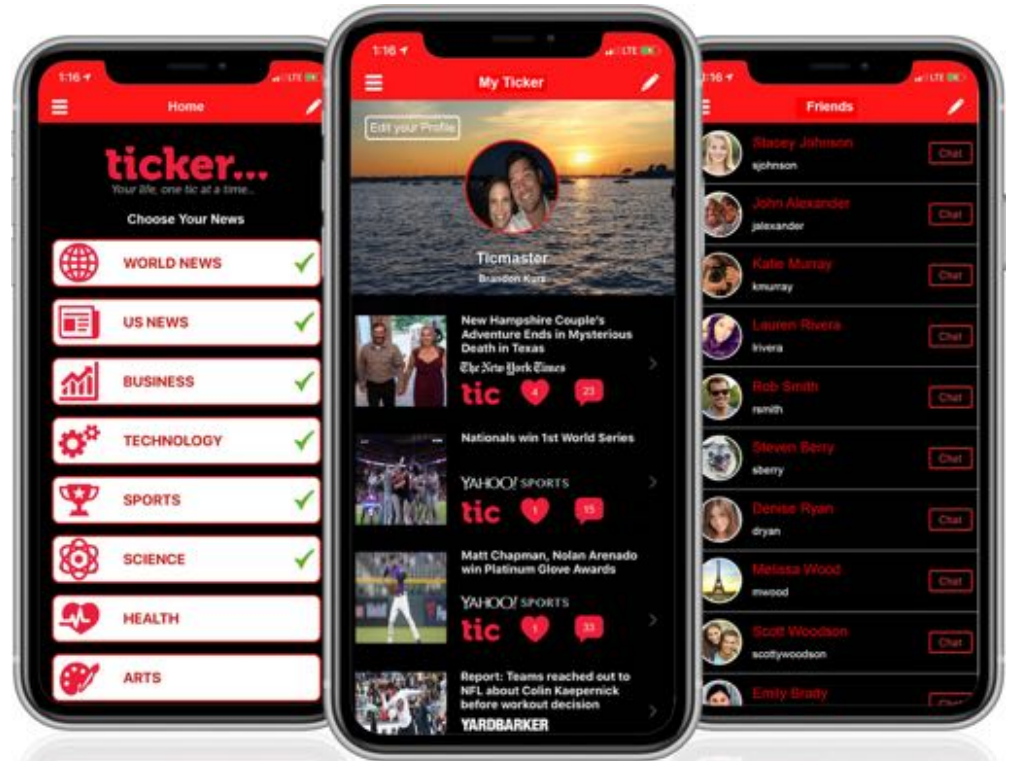 1:16
LTE
Home
ticker...
Your life, one tic at a time...
Choose Your News
WORLD NEWS
US NEWS
BUSINESS
TECHNOLOGY
SPORTS
SCIENCE
HEALTH
ARTS
1:16
LTE
My Ticker
Edit your Profile
Ticmaster
Brandon Kurs
New Hampshire Couple's
Adventure Ends in Mysterious
Death in Texas
The New York Times
tic 4 23
Nationals win 1st World Series
YAHOO! SPORTS
tic 1 15
Matt Chapman, Nolan Arenado
win Platinum Glove Awards
YAHOO! SPORTS
tic 1 33
Report: Teams reached out to
NFL about Colin Kaepernick
before workout decision
YARDBARKER
1:16
LTE
Friends
Stacey Johnson
sjohnson
Chat
John Alexander
jalexander
Chat
Katie Murray
kmurray
Chat
Lauren Rivera
lrivera
Chat
Rob Smith
rsmith
Chat
Steven Berry
sberry
Chat
Denise Ryan
dryan
Chat
Melissa Wood
mwood
Chat
Scott Woodson
scottywoodson
Chat
Emily Brady
Chat